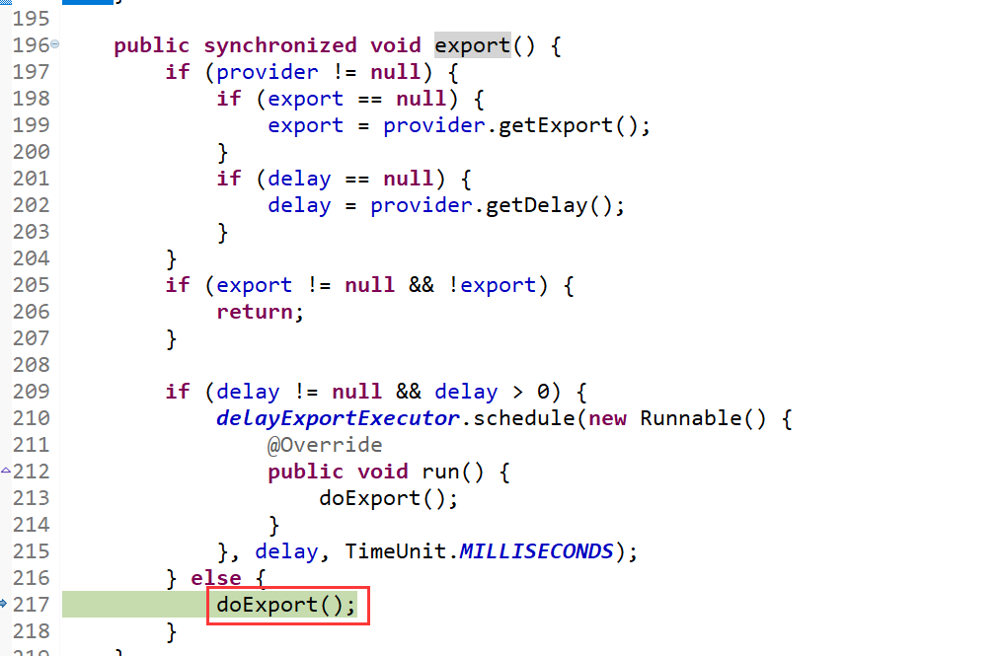 195
196 public synchronized void export() {
197 if (provider != null) {
198 if (export == null) {
199 export = provider.getExport();
200 }
201 if (delay == null) {
202 delay = provider.getDelay();
203 }
204 }
205 if (export != null && !export) {
206 return;
207 }
208
209 if (delay != null && delay > 0) {
210 delayExportExecutor.schedule(new Runnable() {
211 @Override
212 public void run() {
213 doExport();
214 }
215 }, delay, TimeUnit.MILLISECONDS);
216 } else {
217 doExport();
218 }